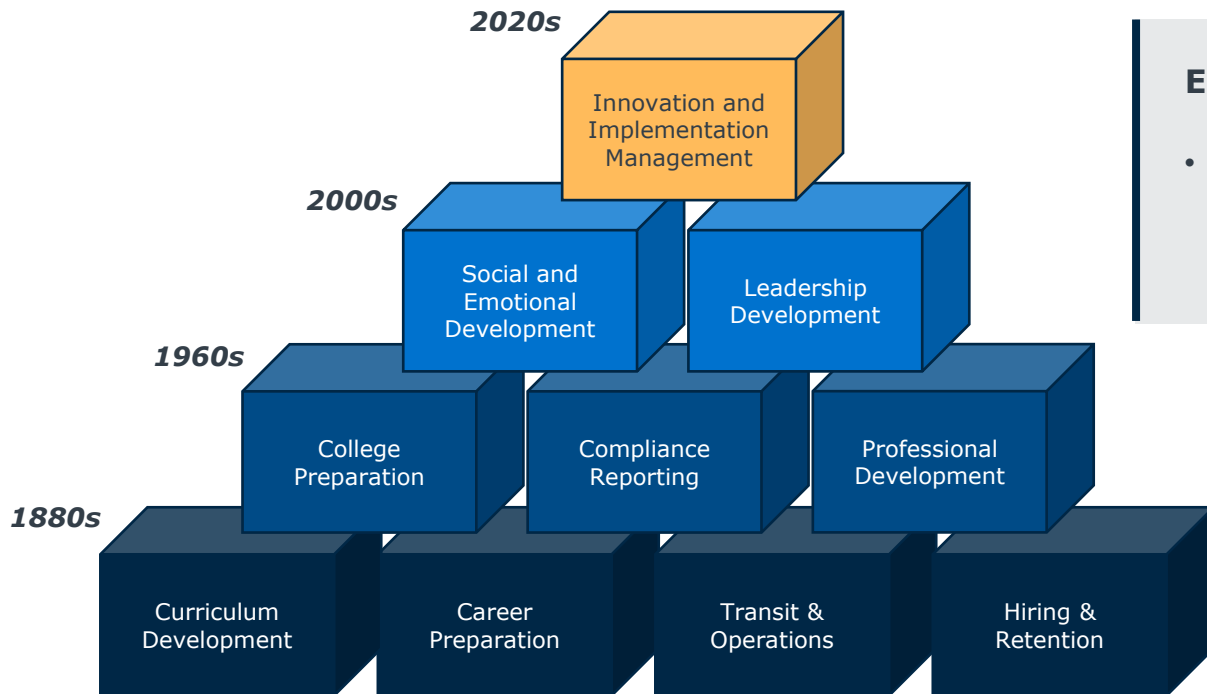 2020s
Innovation and
Implementation
Management
2000s
Social and
Emotional
Development
Leadership
Development
1960s
College
Preparation
Compliance
Reporting
Professional
Development
1880s
Curriculum
Development
Career
Preparation
Transit &
Operations
Hiring &
Retention
E
•